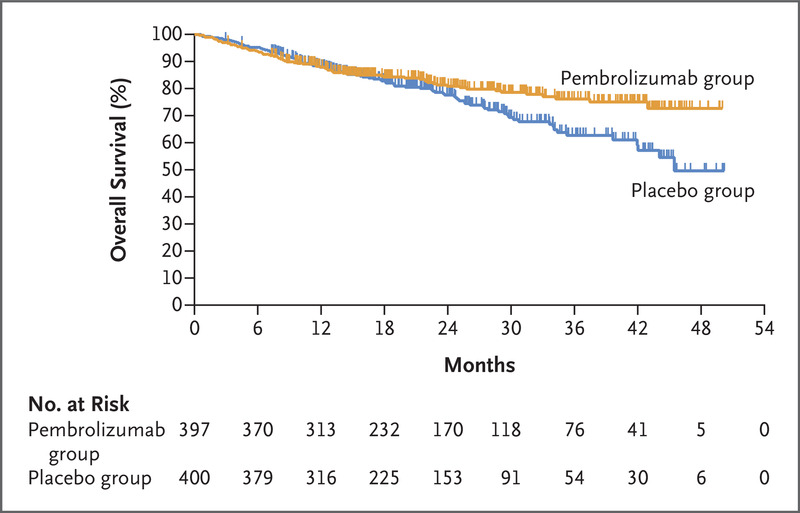 100
90
80
70
60
50
40
30
20
10
0
Overall Survival (%)
Pembrolizumab group
Placebo group
0 6 12 18 24 30 36 42 48 54
Months
No. at Risk
Pembrolizumab 397 370 313 232 170 118 76 41 5 0
group
Placebo group 400 379 316 225 153 91 54 30 6 0